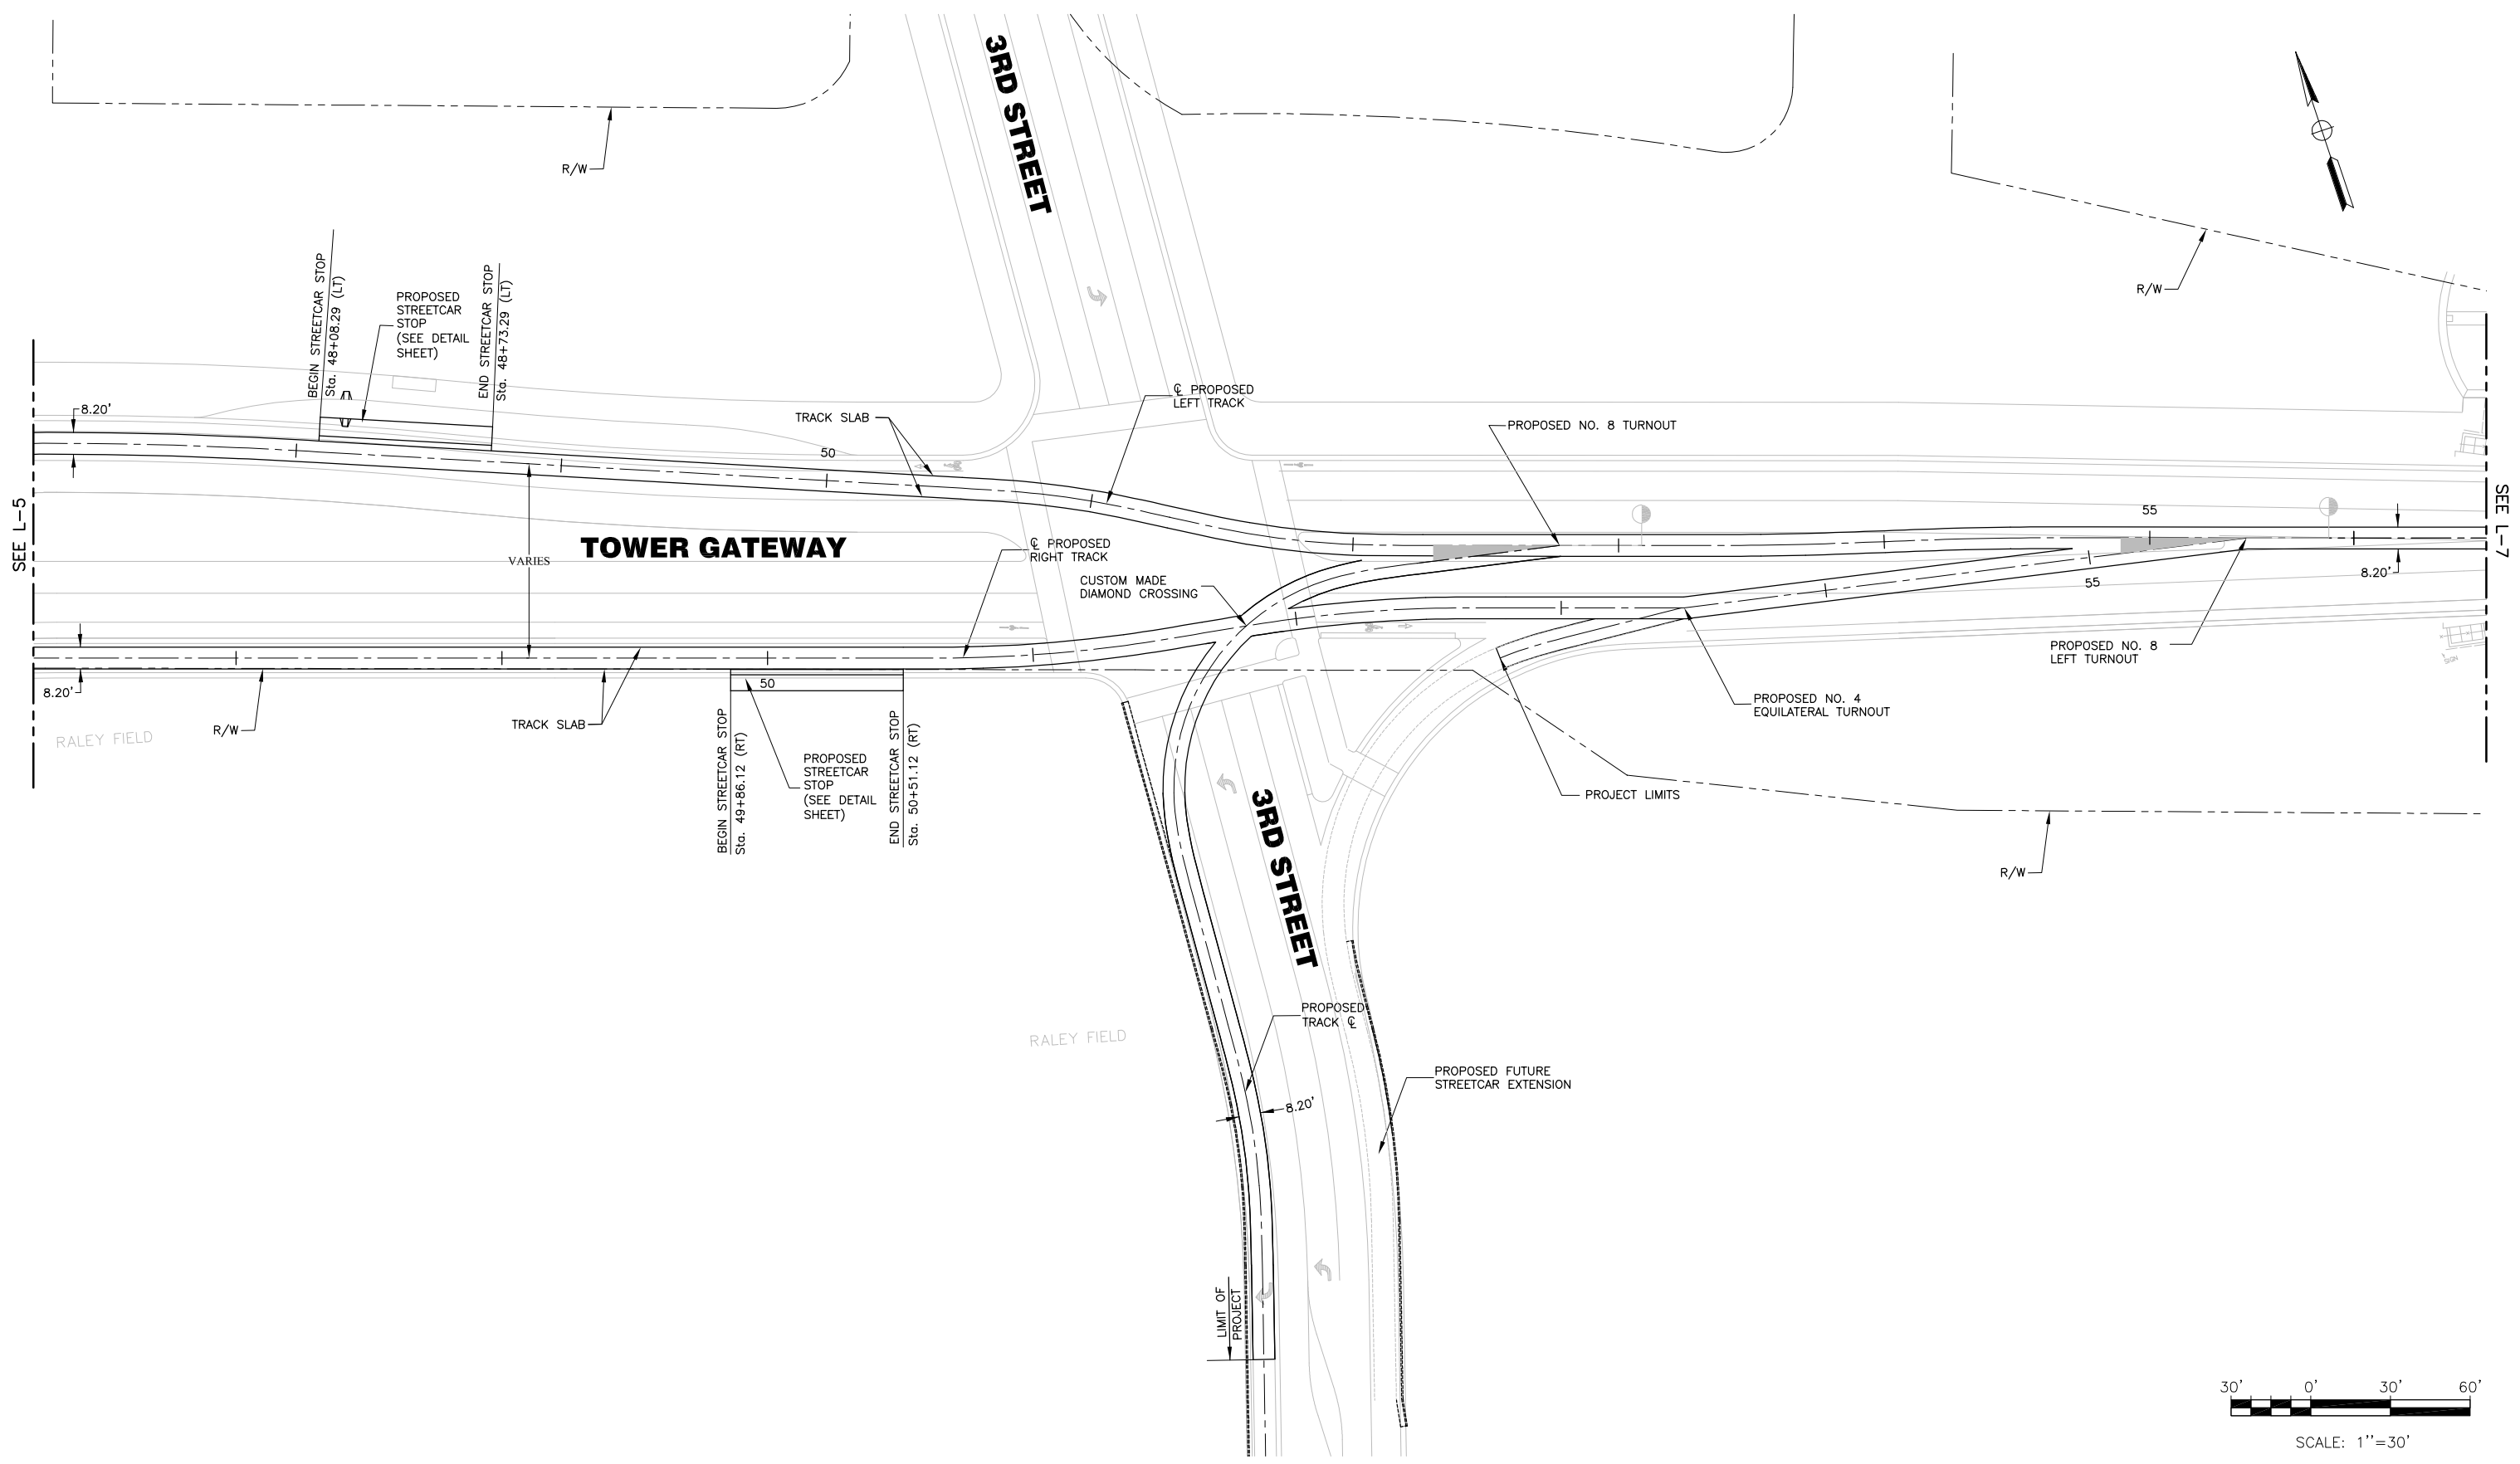 3RD STREET
R/W
R/W
BEGIN STREETCAR STOP
Sta. 48+08.29 (LT)
PROPOSED
STREETCAR
STOP
(SEE DETAIL
SHEET)
END STREETCAR STOP
Sta. 48+73.29 (LT)
8.20'
TRACK SLAB
50
℄ PROPOSED
LEFT TRACK
PROPOSED NO. 8 TURNOUT
SEE L-5
VARIES
TOWER GATEWAY
℄ PROPOSED
RIGHT TRACK
CUSTOM MADE
DIAMOND CROSSING
55
55
8.20'
SEE L-7
PROPOSED NO. 8
LEFT TURNOUT
SIGN
8.20'
R/W
RALEY FIELD
TRACK SLAB
50
BEGIN STREETCAR STOP
Sta. 49+86.12 (RT)
PROPOSED
STREETCAR
STOP
(SEE DETAIL
SHEET)
END STREETCAR STOP
Sta. 50+51.12 (RT)
PROPOSED NO. 4
EQUILATERAL TURNOUT
PROJECT LIMITS
3RD STREET
R/W
RALEY FIELD
PROPOSED
TRACK ℄
PROPOSED FUTURE
STREETCAR EXTENSION
8.20'
LIMIT OF
PROJECT
30' 0' 30' 60'
SCALE: 1''=30'